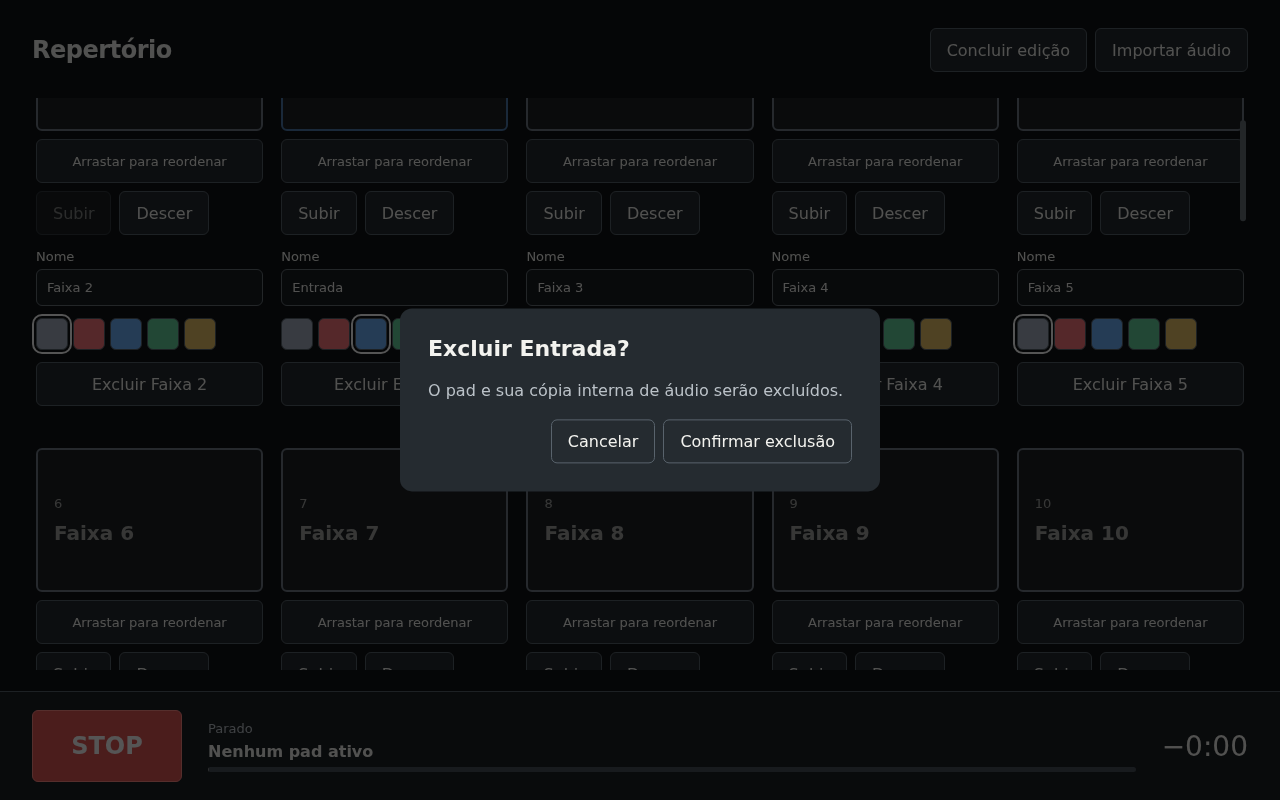 Repertório
Concluir edição
Importar áudio
Arrastar para reordenar
Arrastar para reordenar
Arrastar para reordenar
Arrastar para reordenar
Arrastar para reordenar
Subir
Descer
Subir
Descer
Subir
Descer
Subir
Descer
Subir
Descer
Nome
Nome
Nome
Nome
Nome
Faixa 2
Entrada
Faixa 3
Faixa 4
Faixa 5
Excluir Faixa 2
Excluir E
Faixa 4
Excluir Faixa 5
Excluir Entrada?
O pad e sua cópia interna de áudio serão excluídos.
Cancelar
Confirmar exclusão
6
Faixa 6
7
Faixa 7
8
Faixa 8
9
Faixa 9
10
Faixa 10
Arrastar para reordenar
Arrastar para reordenar
Arrastar para reordenar
Arrastar para reordenar
Arrastar para reordenar
STOP
Parado
Nenhum pad ativo
−0:00